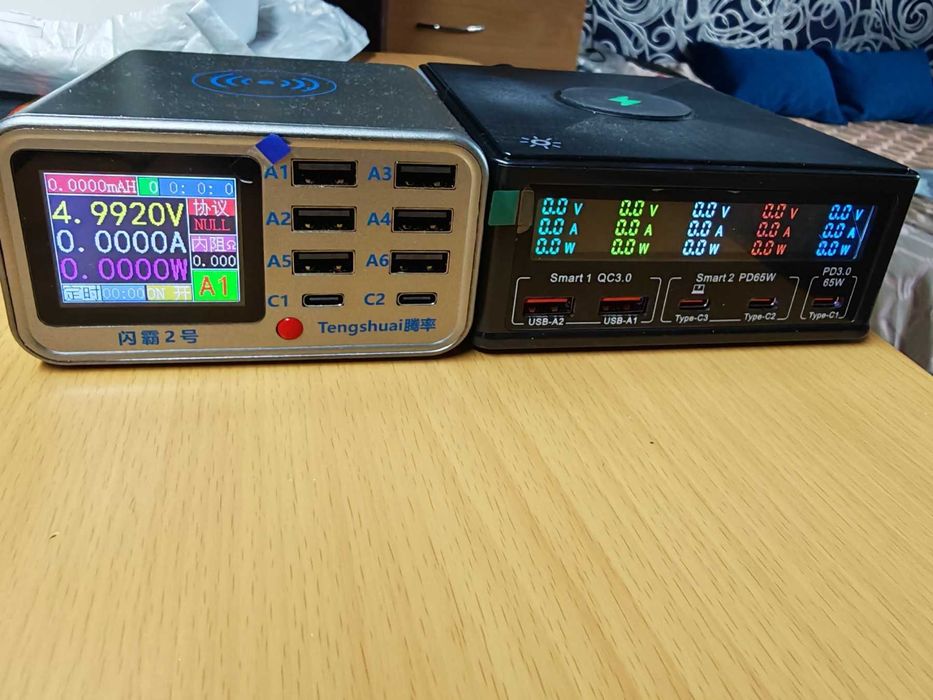 0.0000mAH 0 0: 0: 0
4.9920V 协议
NULL
0.0000A 内阻Ω
0.000
0.0000W
定时00:00 ON 开 A1
闪霸2号
A1 A3
A2 A4
A5 A6
C1 C2
Tengshuai腾率
0.0 V 0.0 V 0.0 V 0.0 V 0.0 V
0.0 A 0.0 A 0.0 A 0.0 A 0.0 A
0.0 W 0.0 W 0.0 W 0.0 W 0.0 W
Smart 1 QC3.0
USB-A2 USB-A1
Smart 2 PD65W
Type-C3 Type-C2
PD3.0
65W
Type-C1